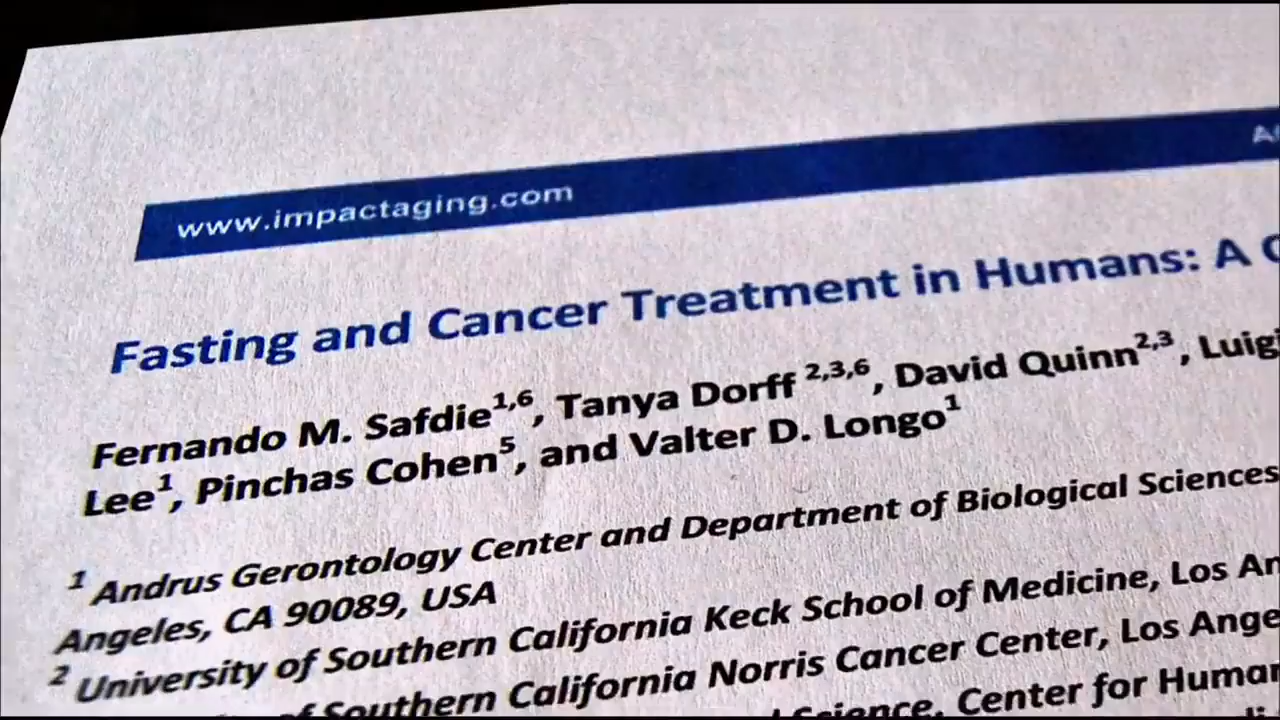 www.impactaging.com
Fasting and Cancer Treatment in Humans: A
Fernando M. Safdie1,6, Tanya Dorff 2,3,6, David Quinn2,3, Luigi
Lee1, Pinchas Cohen5, and Valter D. Longo1
1 Andrus Gerontology Center and Department of Biological Sciences
Angeles, CA 90089, USA
2 University of Southern California Keck School of Medicine, Los
of Southern California Norris Cancer Center, Los
Science, Center for Human